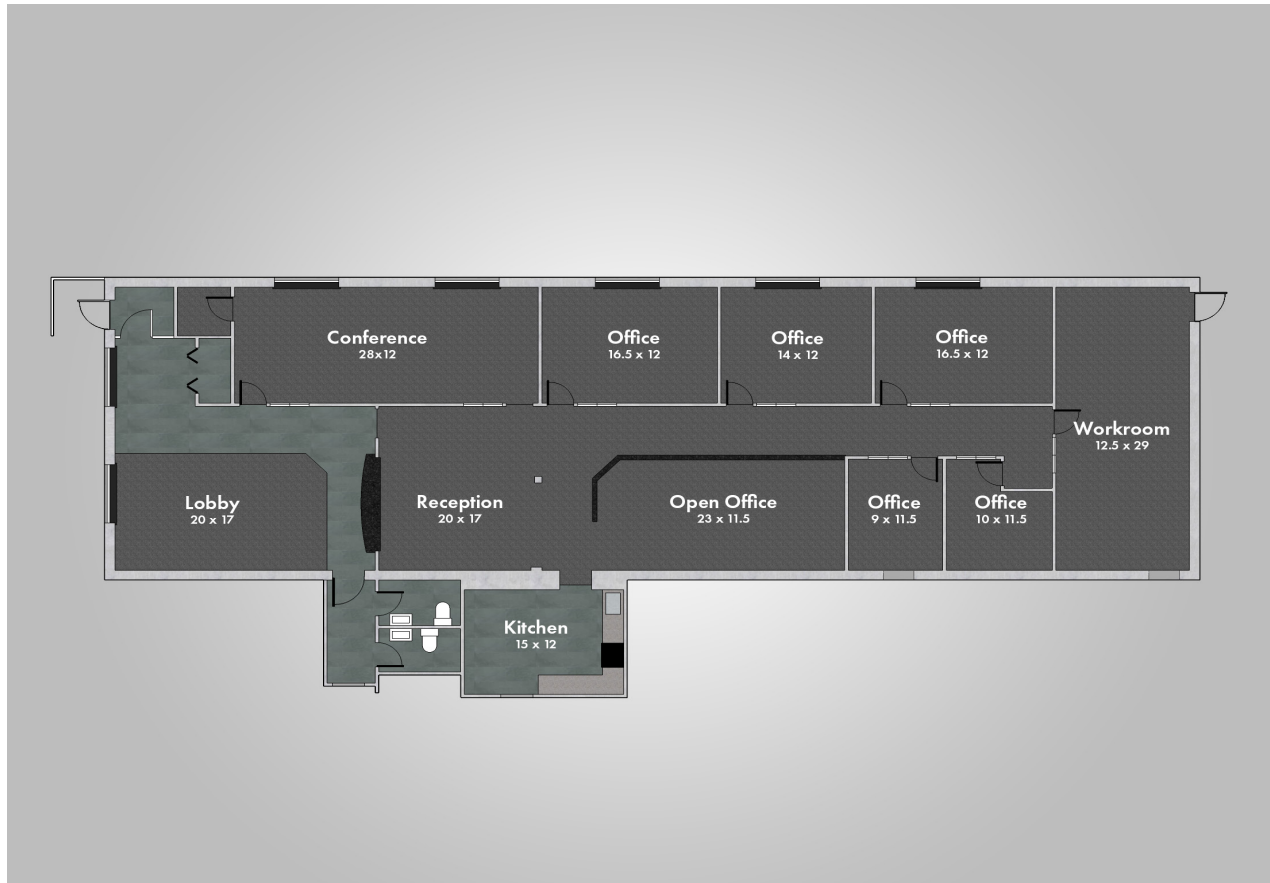 Conference
28x12
Office
16.5 x 12
Office
14 x 12
Office
16.5 x 12
Workroom
12.5 x 29
Lobby
20 x 17
Reception
20 x 17
Open Office
23 x 11.5
Office
9 x 11.5
Office
10 x 11.5
Kitchen
15 x 12